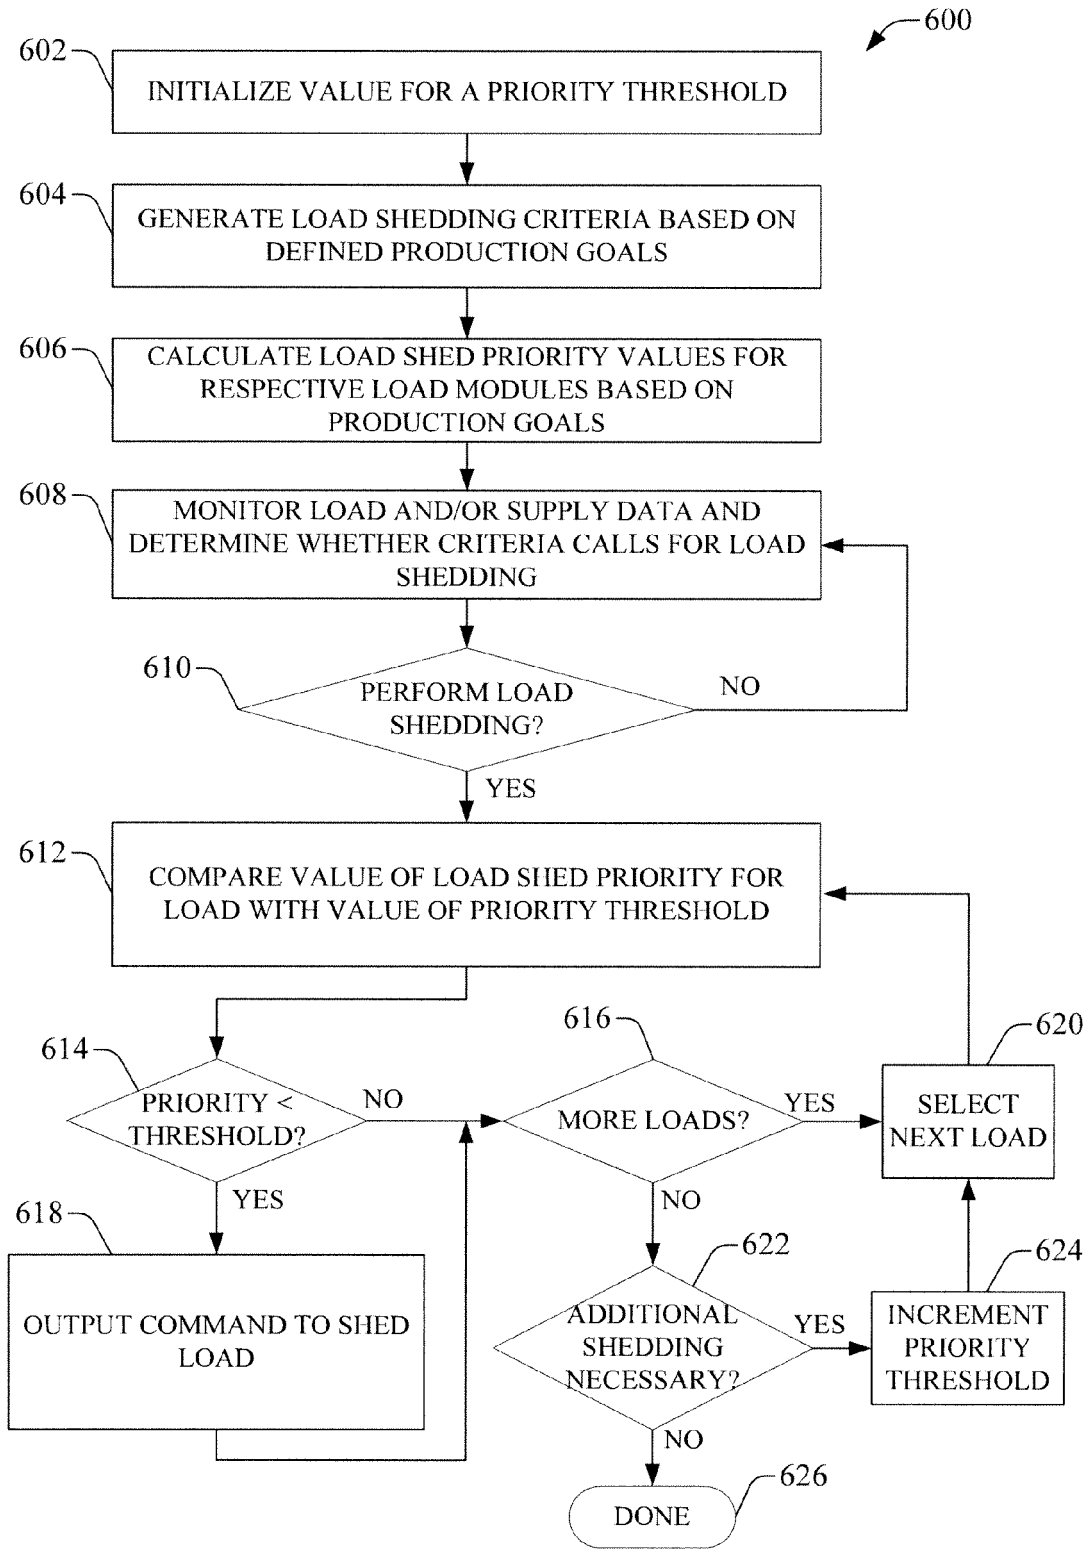 600
602
INITIALIZE VALUE FOR A PRIORITY THRESHOLD
604
GENERATE LOAD SHEDDING CRITERIA BASED ON
DEFINED PRODUCTION GOALS
606
CALCULATE LOAD SHED PRIORITY VALUES FOR
RESPECTIVE LOAD MODULES BASED ON
PRODUCTION GOALS
608
MONITOR LOAD AND/OR SUPPLY DATA AND
DETERMINE WHETHER CRITERIA CALLS FOR LOAD
SHEDDING
610
PERFORM LOAD
SHEDDING?
NO
YES
612
COMPARE VALUE OF LOAD SHED PRIORITY FOR
LOAD WITH VALUE OF PRIORITY THRESHOLD
614
PRIORITY <
THRESHOLD?
NO
YES
616
MORE LOADS?
YES
NO
620
SELECT
NEXT LOAD
618
OUTPUT COMMAND TO SHED
LOAD
622
ADDITIONAL
SHEDDING
NECESSARY?
YES
NO
624
INCREMENT
PRIORITY
THRESHOLD
626
DONE